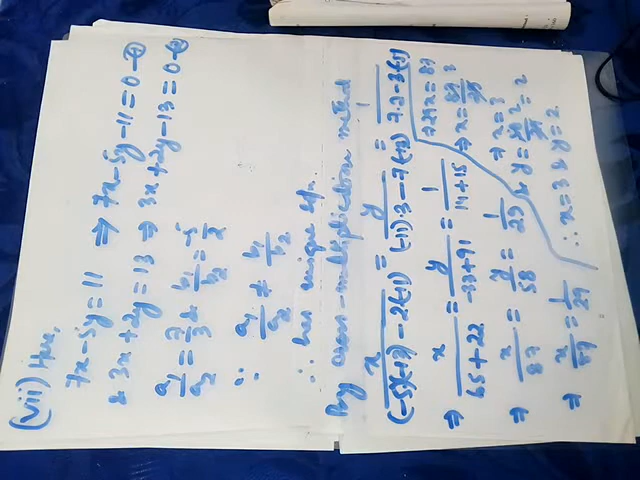 (vii) Here,
7x - 5y = 11 ⇒ 7x - 5y - 11 = 0 - ①
& 3x + 2y = 13 ⇒ 3x + 2y - 13 = 0 - ②
a₁/a₂ = 7/3 & b₁/b₂ = -5/2
∵ a₁/a₂ ≠ b₁/b₂
∴ has unique sol.
By cross-multiplication method
x/((-5)(-13) - 2(-11)) = y/((-11)·3 - 7(-13)) = 1/(7·2 - 3(-5))
⇒ x/(65 + 22) = y/(-33 + 91) = 1/(14 + 15)
⇒ x/87 = y/58 = 1/29
⇒ x/87 = 1/29
⇒ 29x = 87
⇒ x = 87/29
⇒ x = 3
& y = 58/29 = 2
∴ x = 3 & y = 2.